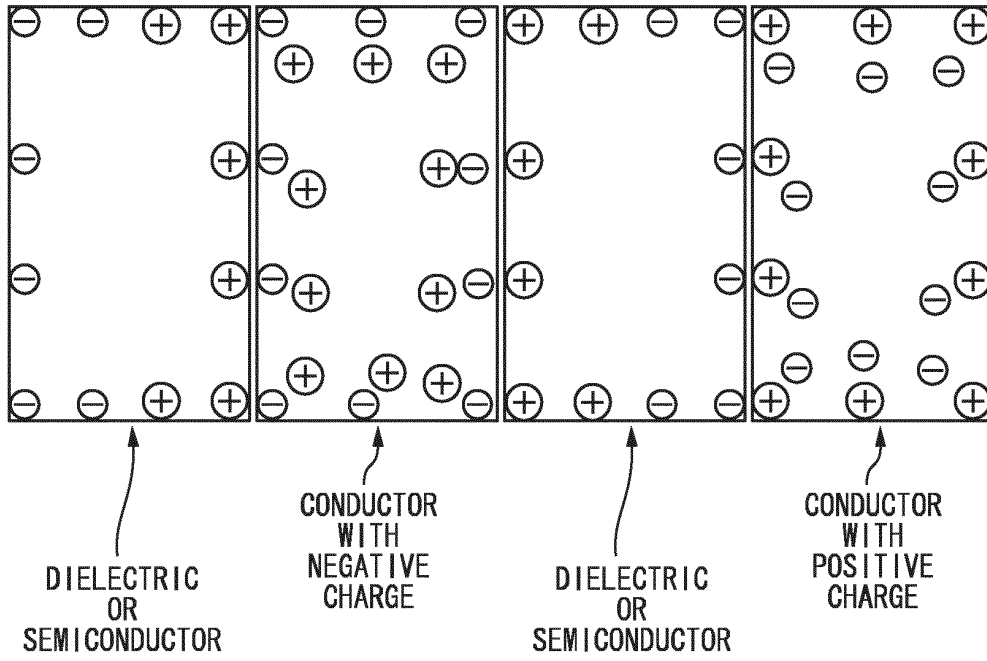 DIELECTRIC
OR
SEMICONDUCTOR
CONDUCTOR
WITH
NEGATIVE
CHARGE
DIELECTRIC
OR
SEMICONDUCTOR
CONDUCTOR
WITH
POSITIVE
CHARGE